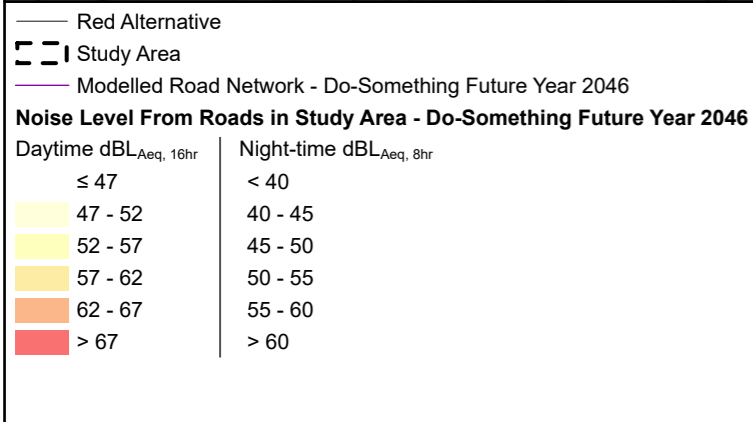 Red Alternative
Study Area
Modelled Road Network - Do-Something Future Year 2046
Noise Level From Roads in Study Area - Do-Something Future Year 2046
Daytime dBLAeq, 16hr Night-time dBLAeq, 8hr
≤ 47 < 40
47 - 52 40 - 45
52 - 57 45 - 50
57 - 62 50 - 55
62 - 67 55 - 60
> 67 > 60